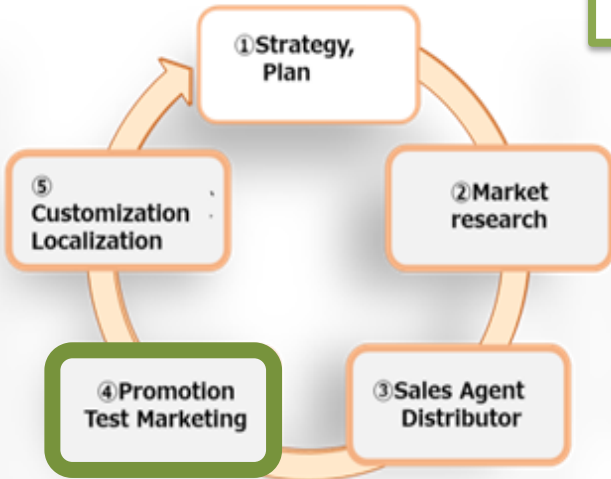 ①Strategy,
Plan
②Market
research
③Sales Agent
Distributor
④Promotion
Test Marketing
⑤
Customization
Localization